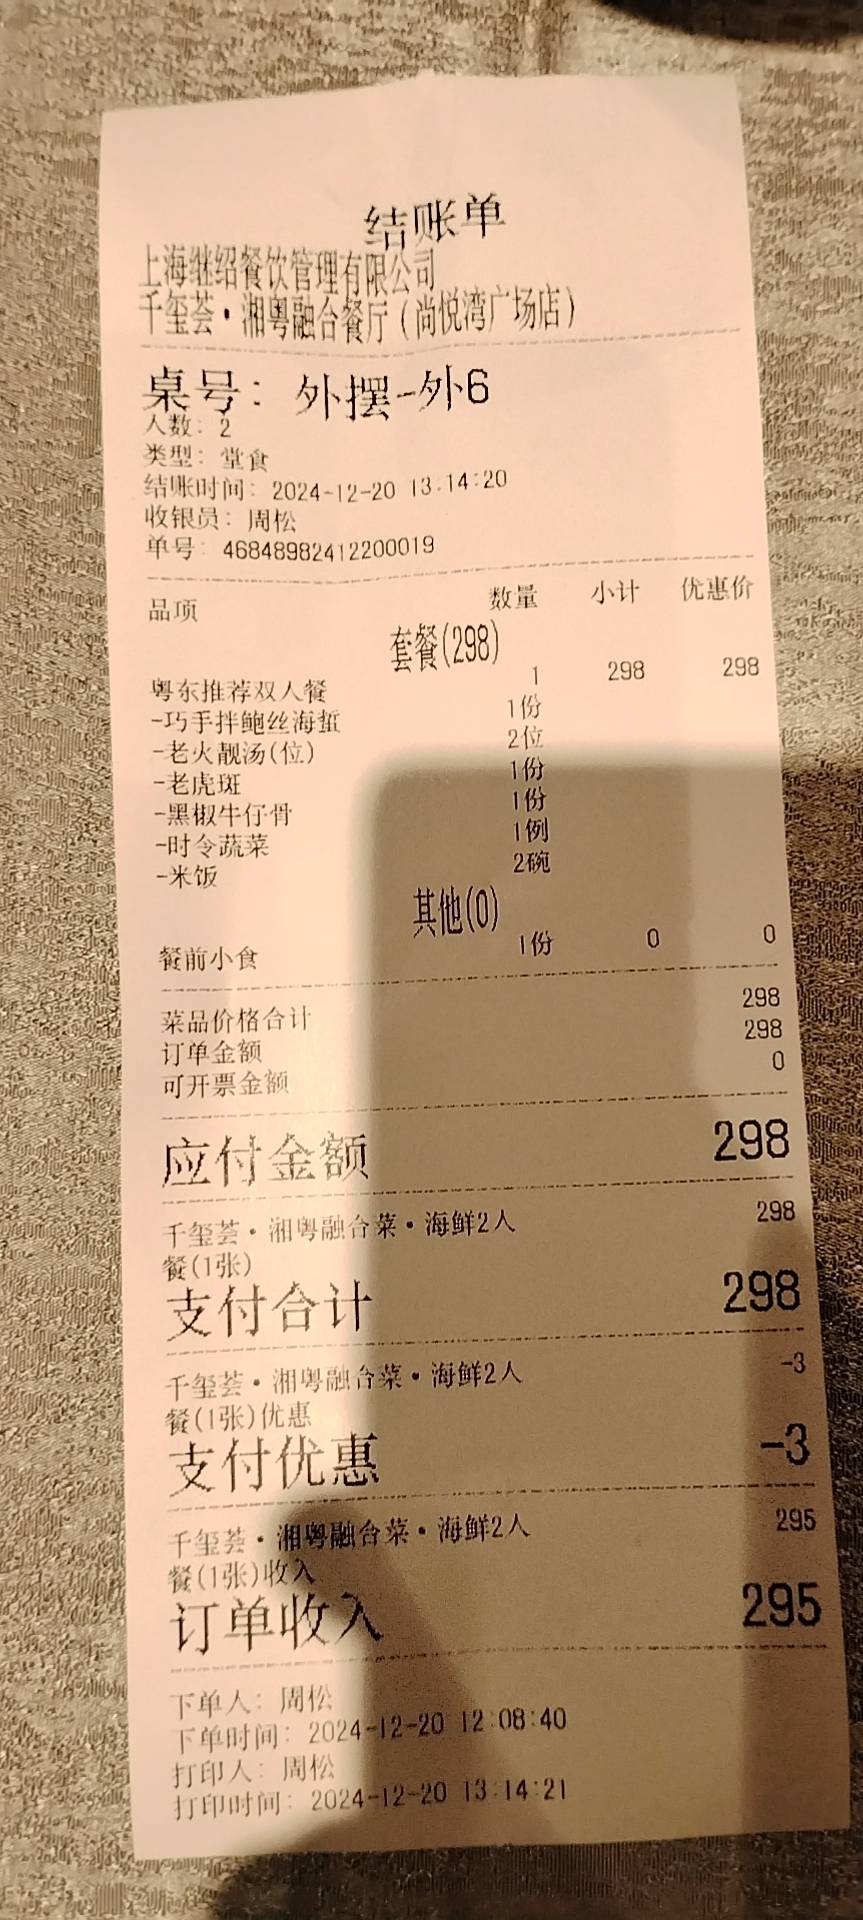 结账单
上海继绍餐饮管理有限公司
千玺荟·湘粤融合餐厅(尚悦湾广场店)
桌号: 外摆-外6
人数: 2
类型: 堂食
结账时间: 2024-12-20 13:14:20
收银员: 周松
单号: 46848982412200019
品项 数量 小计 优惠价
套餐(298)
粤东推荐双人餐 1 298 298
-巧手拌鲍丝海蜇 1份
-老火靓汤(位) 2位
-老虎斑 1份
-黑椒牛仔骨 1份
-时令蔬菜 1例
-米饭 2碗
其他(0)
餐前小食 1份 0 0
菜品价格合计 298
订单金额 298
可开票金额 0
应付金额 298
千玺荟·湘粤融合菜·海鲜2人 298
餐(1张)
支付合计 298
千玺荟·湘粤融合菜·海鲜2人 -3
餐(1张)优惠
支付优惠 -3
千玺荟·湘粤融合菜·海鲜2人 295
餐(1张)收入
订单收入 295
下单人: 周松
下单时间: 2024-12-20 12:08:40
打印人: 周松
打印时间: 2024-12-20 13:14:21